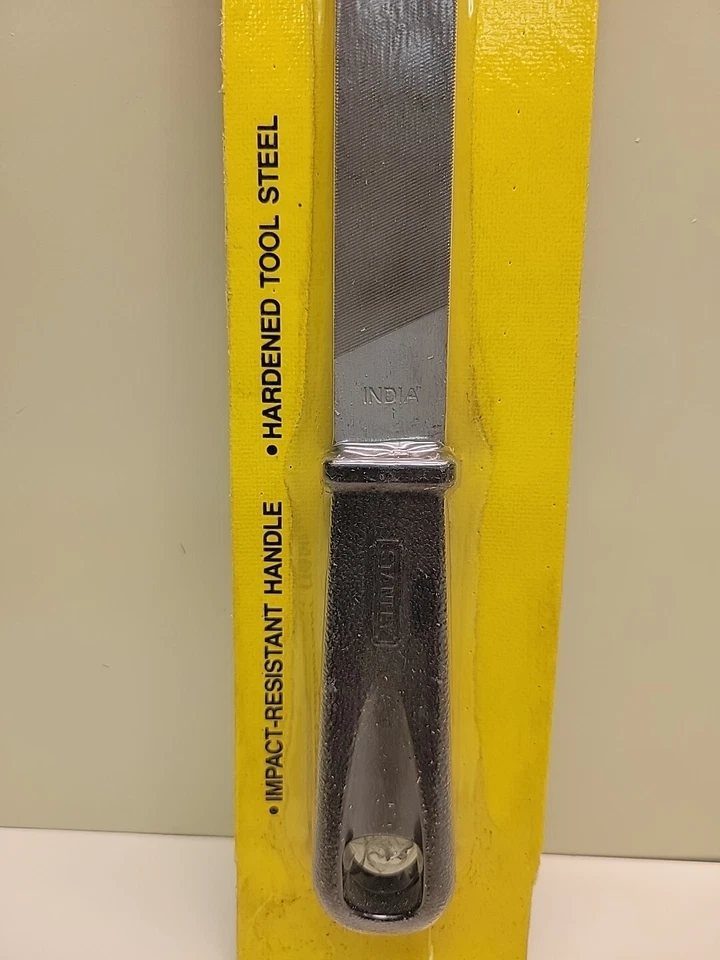 • HARDENED TOOL STEEL
• IMPACT-RESISTANT HANDLE
INDIA
STANLEY